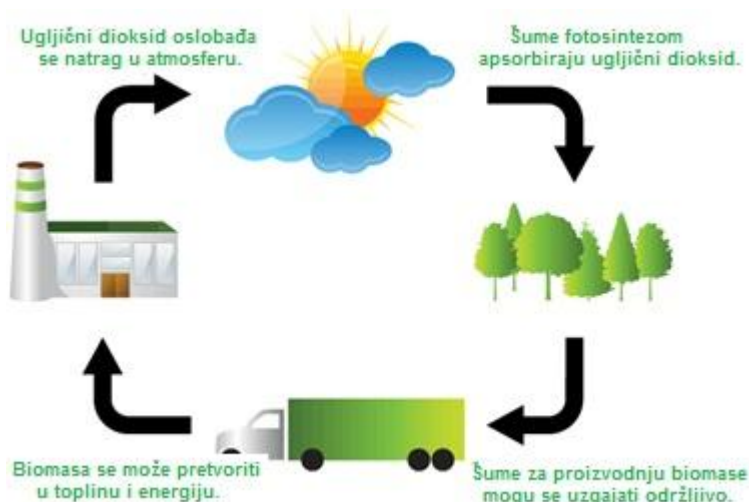 Ugljični dioksid oslobađa
se natrag u atmosferu.
Šume fotosintezom
apsorbiraju ugljični dioksid.
Biomasa se može pretvoriti
u toplinu i energiju.
Šume za proizvodnju biomase
mogu se uzgajati održljivo.